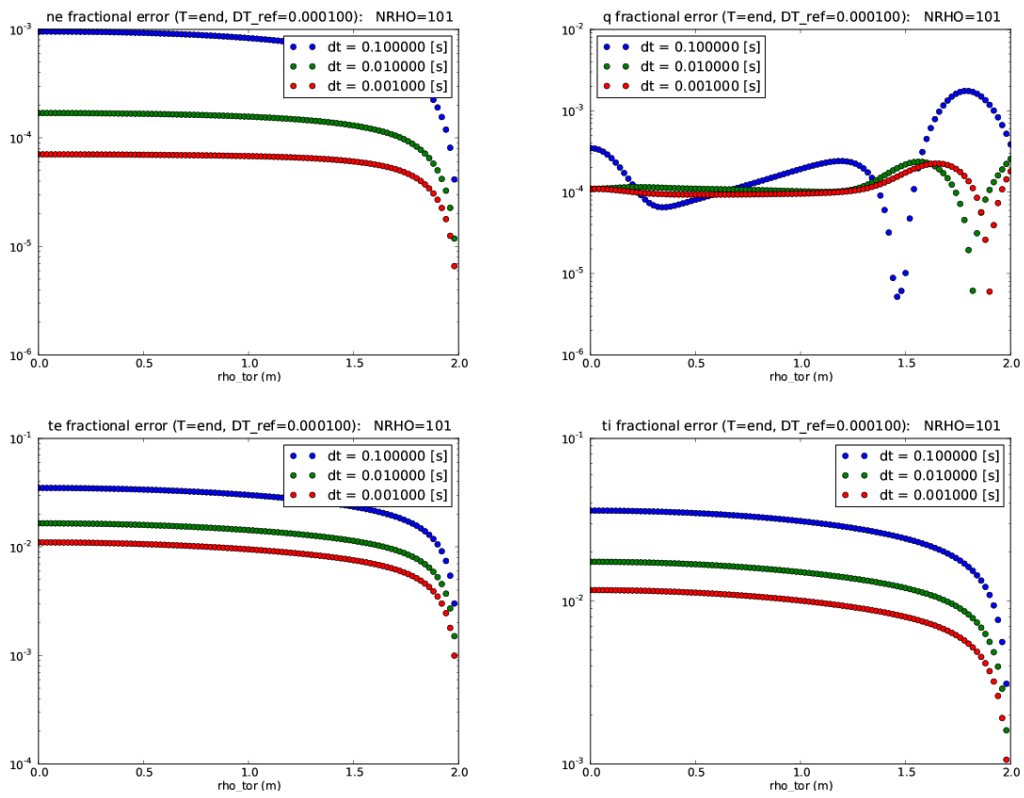 ne fractional error (T=end, DT_ref=0.000100): NRHO=101
10^-3
10^-4
10^-5
10^-6
dt = 0.100000 [s]
dt = 0.010000 [s]
dt = 0.001000 [s]
0.0 0.5 1.0 1.5 2.0
rho_tor (m)
q fractional error (T=end, DT_ref=0.000100): NRHO=101
10^-2
10^-3
10^-4
10^-5
10^-6
dt = 0.100000 [s]
dt = 0.010000 [s]
dt = 0.001000 [s]
0.0 0.5 1.0 1.5 2.0
rho_tor (m)
te fractional error (T=end, DT_ref=0.000100): NRHO=101
10^-1
10^-2
10^-3
10^-4
dt = 0.100000 [s]
dt = 0.010000 [s]
dt = 0.001000 [s]
0.0 0.5 1.0 1.5 2.0
rho_tor (m)
ti fractional error (T=end, DT_ref=0.000100): NRHO=101
10^-1
10^-2
10^-3
dt = 0.100000 [s]
dt = 0.010000 [s]
dt = 0.001000 [s]
0.0 0.5 1.0 1.5 2.0
rho_tor (m)